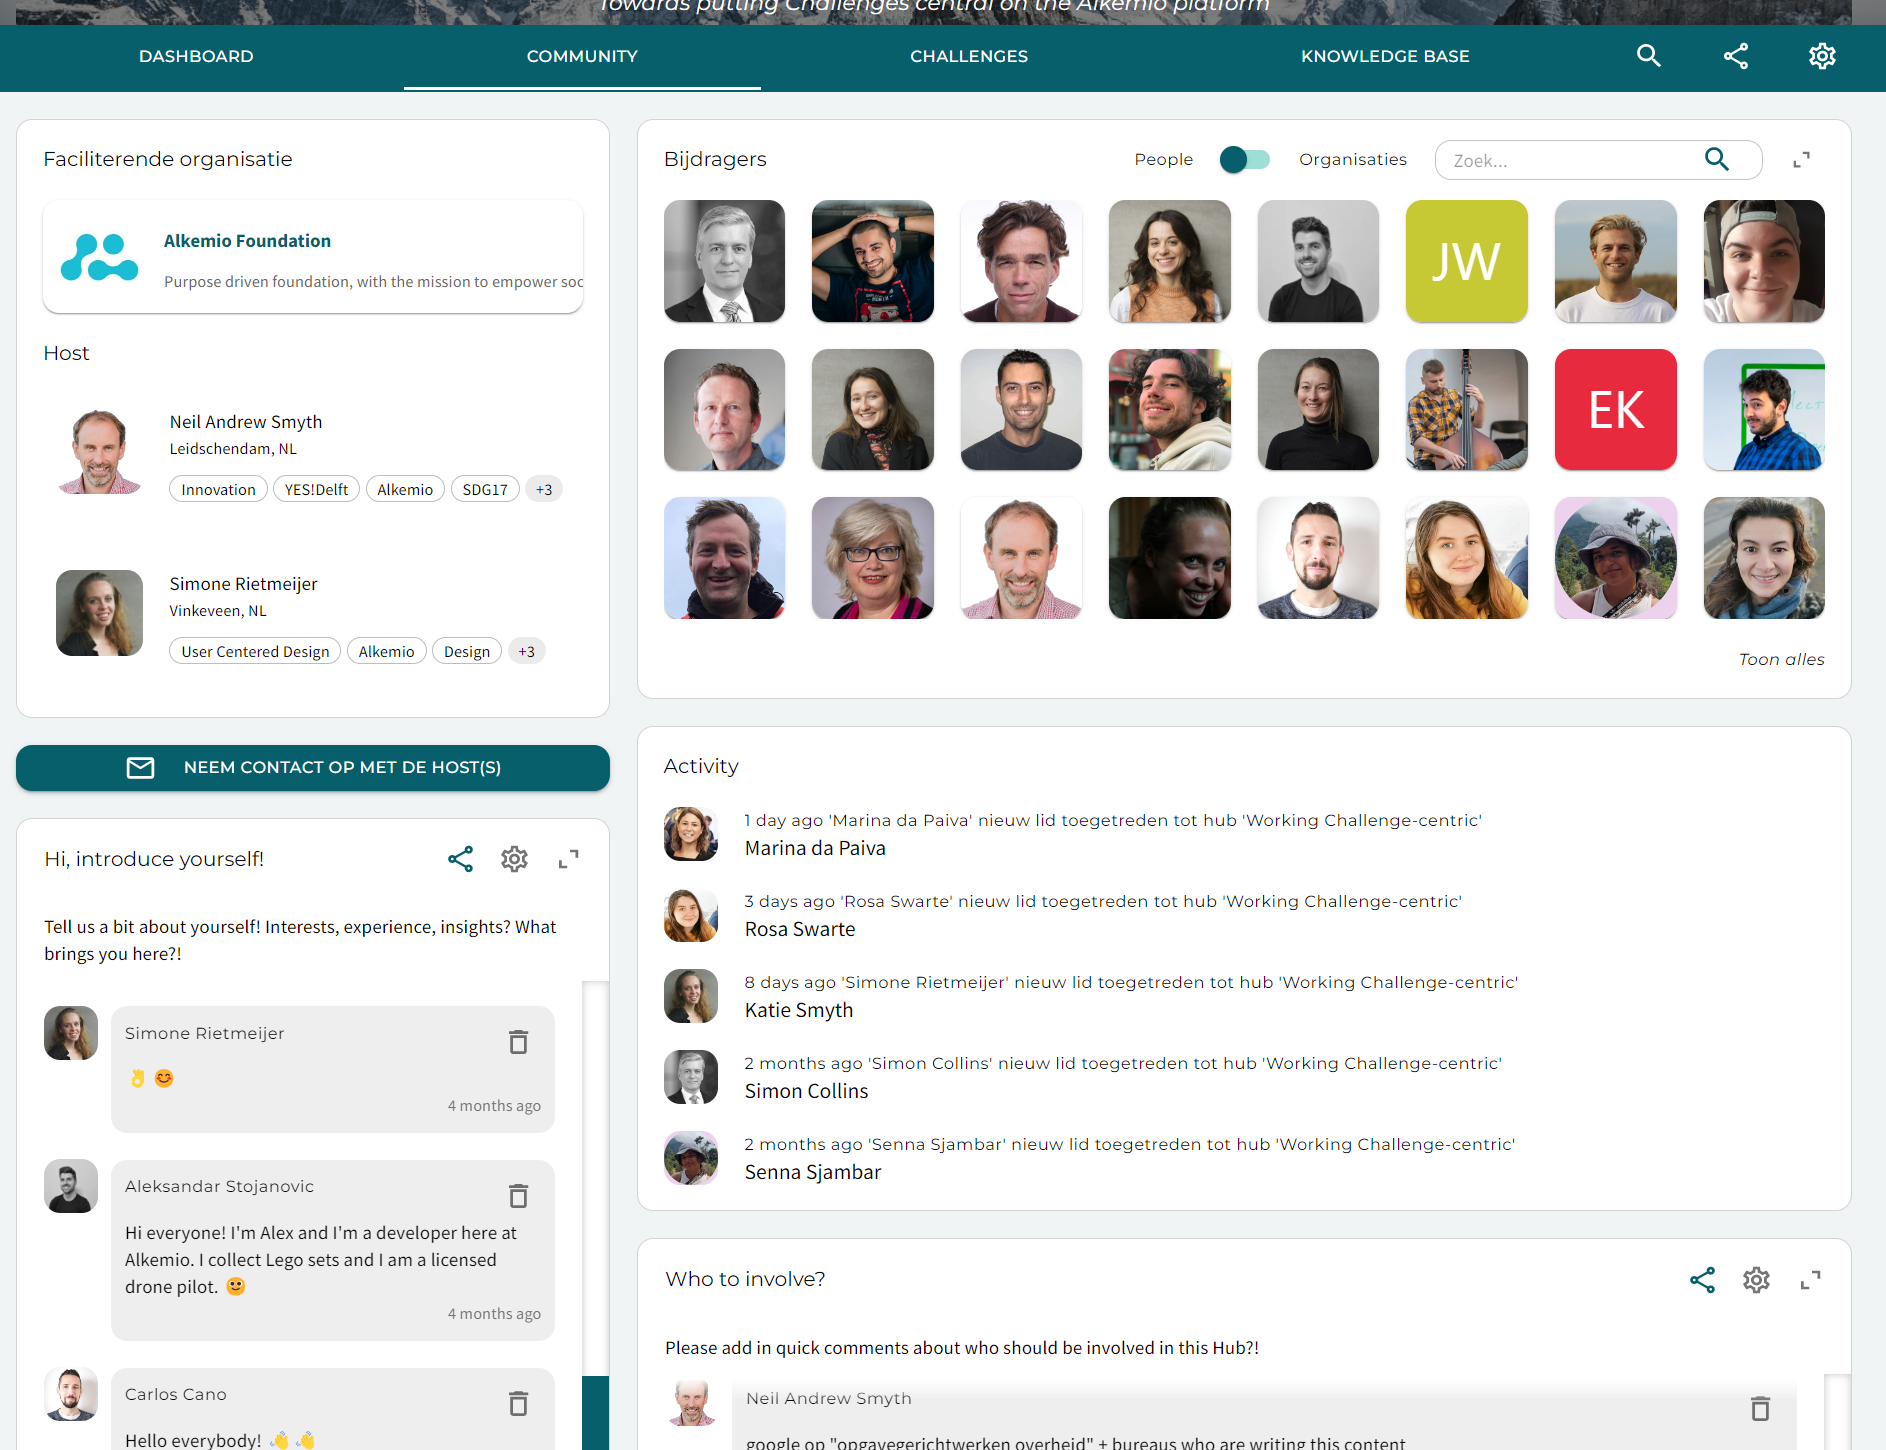 Towards putting Challenges central on the Alkemio platform
DASHBOARD
COMMUNITY
CHALLENGES
KNOWLEDGE BASE
Faciliterende organisatie
Alkemio Foundation
Purpose driven foundation, with the mission to empower soc
Host
Neil Andrew Smyth
Leidschendam, NL
Innovation YES!Delft Alkemio SDG17 +3
Simone Rietmeijer
Vinkeveen, NL
User Centered Design Alkemio Design +3
NEEM CONTACT OP MET DE HOST(S)
Hi, introduce yourself!
Tell us a bit about yourself! Interests, experience, insights? What
brings you here?!
Simone Rietmeijer
👌 😊
4 months ago
Aleksandar Stojanovic
Hi everyone! I'm Alex and I'm a developer here at
Alkemio. I collect Lego sets and I am a licensed
drone pilot. 🙂
4 months ago
Carlos Cano
Hello everybody! 👋 👋
Bijdragers
People
Organisaties
Zoek...
JW
EK
Toon alles
Activity
1 day ago 'Marina da Paiva' nieuw lid toegetreden tot hub 'Working Challenge-centric'
Marina da Paiva
3 days ago 'Rosa Swarte' nieuw lid toegetreden tot hub 'Working Challenge-centric'
Rosa Swarte
8 days ago 'Simone Rietmeijer' nieuw lid toegetreden tot hub 'Working Challenge-centric'
Katie Smyth
2 months ago 'Simon Collins' nieuw lid toegetreden tot hub 'Working Challenge-centric'
Simon Collins
2 months ago 'Senna Sjambar' nieuw lid toegetreden tot hub 'Working Challenge-centric'
Senna Sjambar
Who to involve?
Please add in quick comments about who should be involved in this Hub?!
Neil Andrew Smyth
google op "opgavegerichtwerken overheid" + bureaus who are writing this content